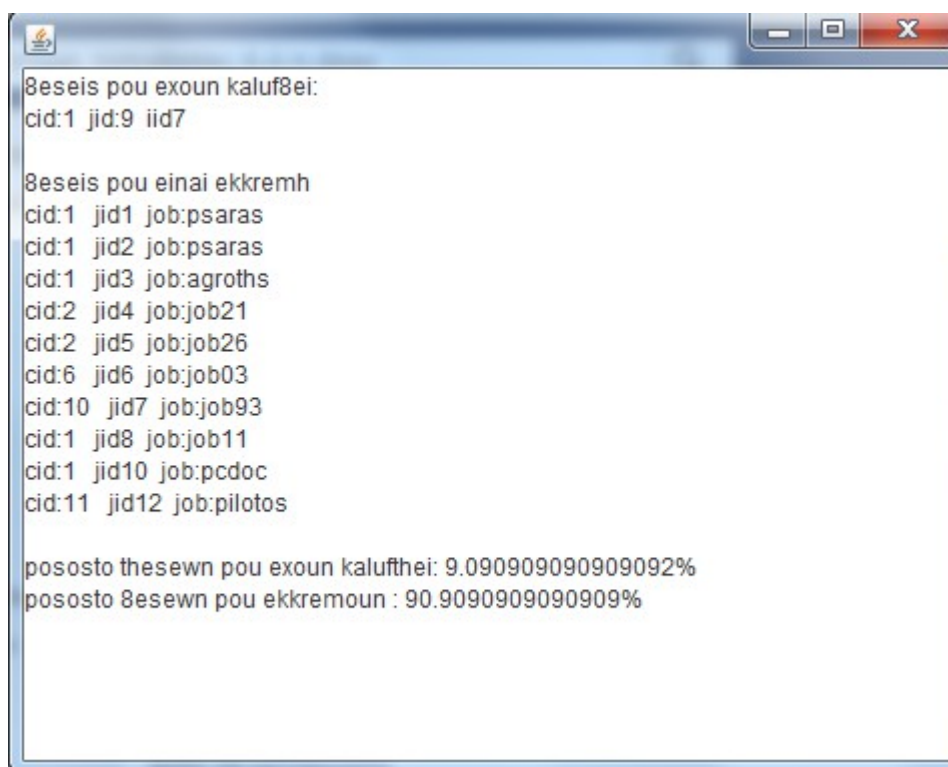 8eseis pou exoun kaluf8ei:
cid:1 jid:9 iid7
8eseis pou einai ekkremh
cid:1 jid1 job:psaras
cid:1 jid2 job:psaras
cid:1 jid3 job:agroths
cid:2 jid4 job:job21
cid:2 jid5 job:job26
cid:6 jid6 job:job03
cid:10 jid7 job:job93
cid:1 jid8 job:job11
cid:1 jid10 job:pcdoc
cid:11 jid12 job:pilotos
pososto thesewn pou exoun kalufthei: 9.090909090909092%
pososto 8esewn pou ekkremoun : 90.9090909090909%